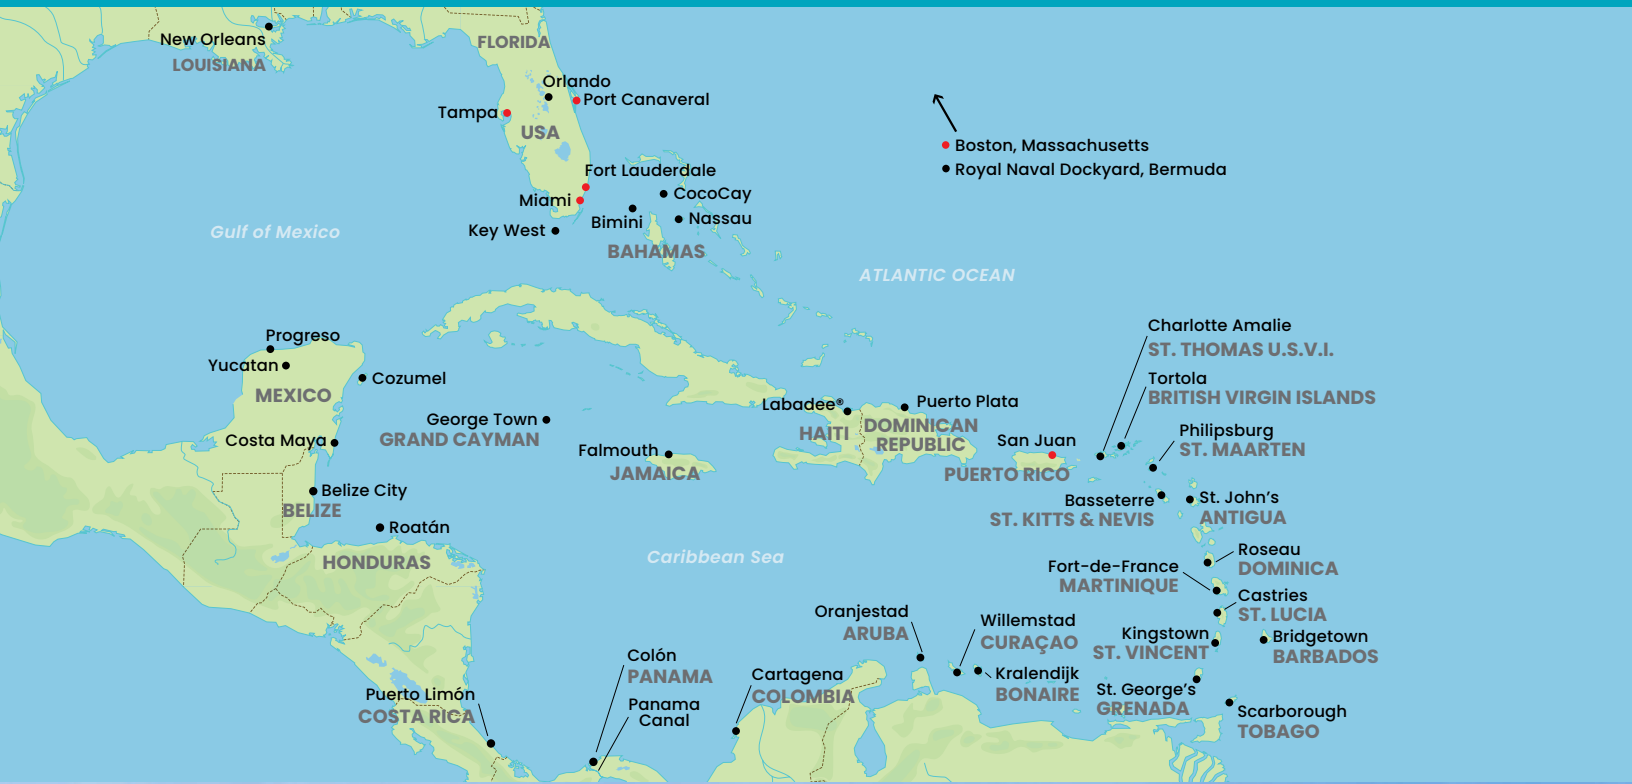 New Orleans
LOUISIANA
FLORIDA
Orlando
Port Canaveral
Tampa
USA
Boston, Massachusetts
Royal Naval Dockyard, Bermuda
Fort Lauderdale
Miami
CocoCay
Bimini
Nassau
Key West
BAHAMAS
Gulf of Mexico
ATLANTIC OCEAN
Progreso
Yucatan
Cozumel
MEXICO
Costa Maya
George Town
GRAND CAYMAN
Falmouth
JAMAICA
Labadee®
HAITI
Puerto Plata
DOMINICAN
REPUBLIC
San Juan
PUERTO RICO
Charlotte Amalie
ST. THOMAS U.S.V.I.
Tortola
BRITISH VIRGIN ISLANDS
Philipsburg
ST. MAARTEN
Basseterre
ST. KITTS & NEVIS
St. John's
ANTIGUA
Belize City
BELIZE
Roatán
HONDURAS
Caribbean Sea
Roseau
DOMINICA
Fort-de-France
MARTINIQUE
Castries
ST. LUCIA
Kingstown
ST. VINCENT
Bridgetown
BARBADOS
Oranjestad
ARUBA
Willemstad
CURAÇAO
Kralendijk
BONAIRE
St. George's
GRENADA
Scarborough
TOBAGO
Colón
PANAMA
Panama
Canal
Cartagena
COLOMBIA
Puerto Limón
COSTA RICA